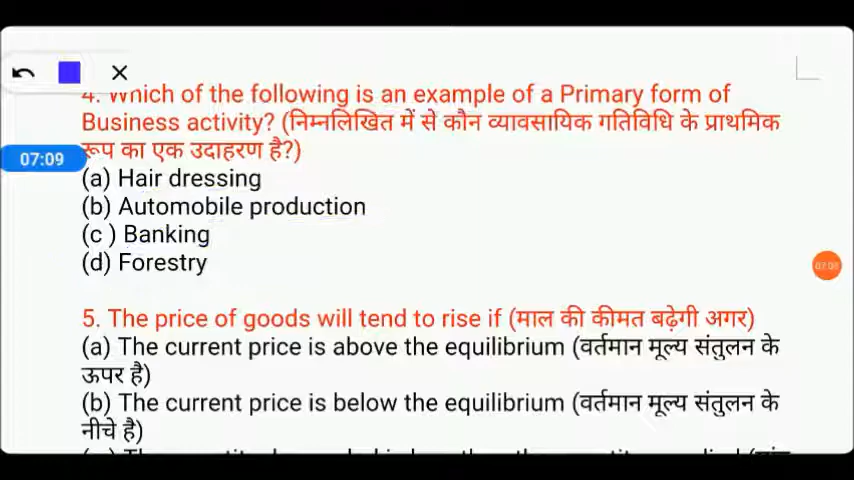 4. Which of the following is an example of a Primary form of
Business activity? (निम्नलिखित में से कौन व्यावसायिक गतिविधि के प्राथमिक
07:09
रूप का एक उदाहरण है?)
(a) Hair dressing
(b) Automobile production
(c ) Banking
(d) Forestry
5. The price of goods will tend to rise if (माल की कीमत बढ़ेगी अगर)
(a) The current price is above the equilibrium (वर्तमान मूल्य संतुलन के
ऊपर है)
(b) The current price is below the equilibrium (वर्तमान मूल्य संतुलन के
नीचे है)